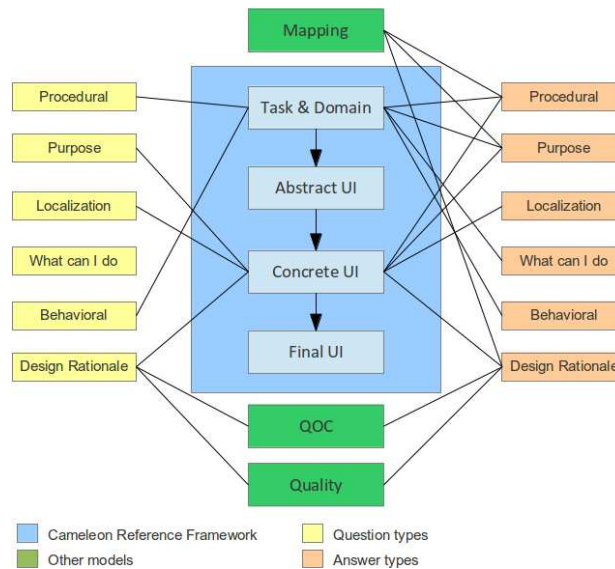 Mapping
Procedural
Task & Domain
Procedural
Purpose
Purpose
Abstract UI
Localization
Localization
What can I do
Concrete UI
What can I do
Behavioral
Behavioral
Final UI
Design Rationale
Design Rationale
QOC
Quality
Cameleon Reference Framework
Question types
Other models
Answer types